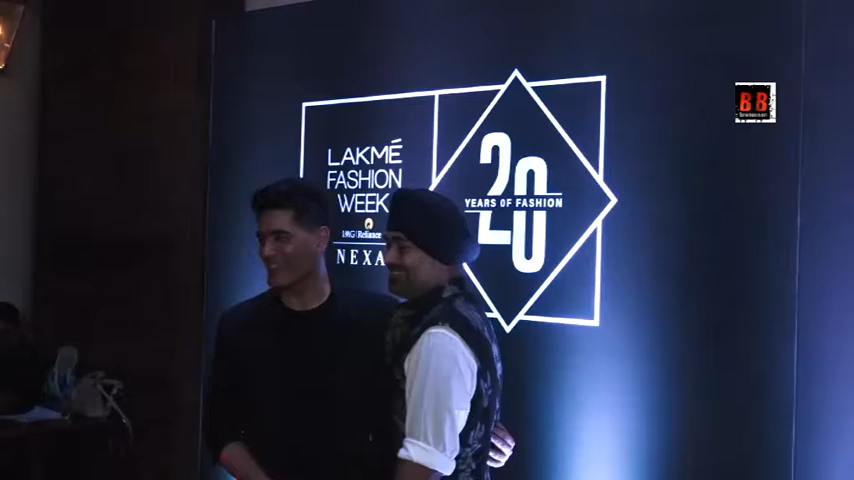 LAKMÉ
FASHION
WEEK
IMG Reliance
NEXA
20
YEARS OF FASHION
BB